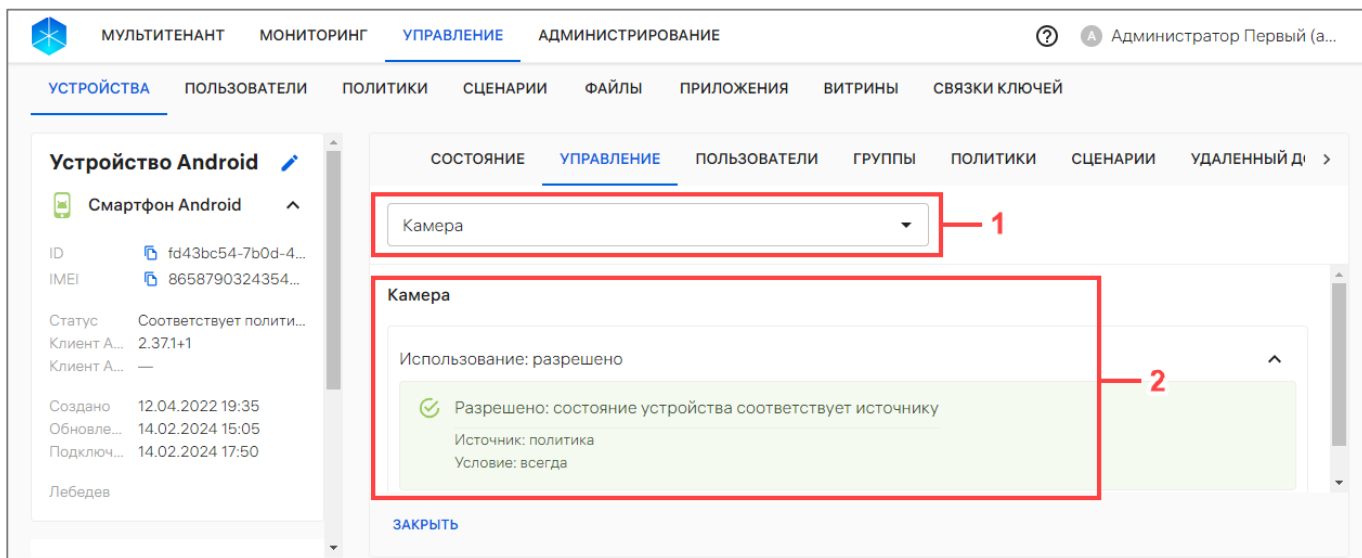 МУЛЬТИТЕНАНТ МОНИТОРИНГ УПРАВЛЕНИЕ АДМИНИСТРИРОВАНИЕ ? А Администратор Первый (а...
УСТРОЙСТВА ПОЛЬЗОВАТЕЛИ ПОЛИТИКИ СЦЕНАРИИ ФАЙЛЫ ПРИЛОЖЕНИЯ ВИТРИНЫ СВЯЗКИ КЛЮЧЕЙ
Устройство Android
Смартфон Android
ID fd43bc54-7b0d-4...
IMEI 8658790324354...
Статус Соответствует полити...
Клиент А... 2.37.1+1
Клиент А... —
Создано 12.04.2022 19:35
Обновле... 14.02.2024 15:05
Подключ... 14.02.2024 17:50
Лебедев
СОСТОЯНИЕ УПРАВЛЕНИЕ ПОЛЬЗОВАТЕЛИ ГРУППЫ ПОЛИТИКИ СЦЕНАРИИ УДАЛЕННЫЙ Д
Камера
1
Камера
Использование: разрешено
2
Разрешено: состояние устройства соответствует источнику
Источник: политика
Условие: всегда
ЗАКРЫТЬ